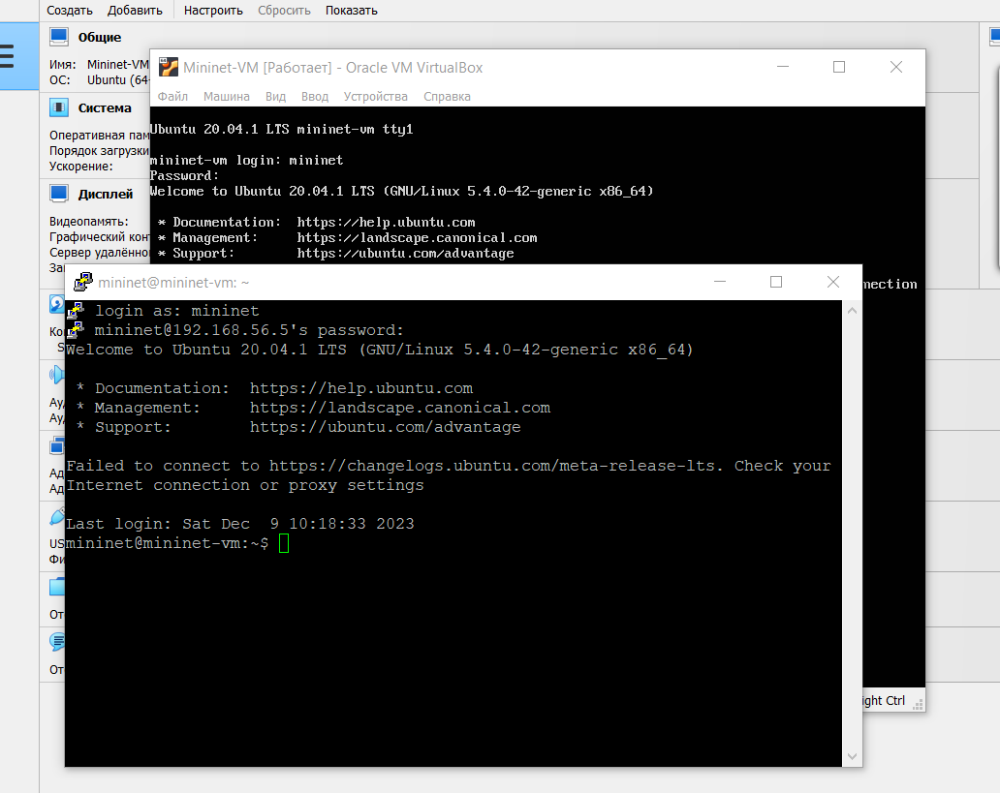 Создать Добавить Настроить Сбросить Показать
Общие
Имя: Mininet-VM
ОС: Ubuntu (64-
Система
Оперативная пам
Порядок загрузки
Ускорение:
Дисплей
Видеопамять:
Графический кон
Сервер удалённо
За
Ко
S
Ау
Ау
Ад
Ад
US
Фи
От
От
Mininet-VM [Работает] - Oracle VM VirtualBox
Файл Машина Вид Ввод Устройства Справка
Ubuntu 20.04.1 LTS mininet-vm tty1
mininet-vm login: mininet
Password:
Welcome to Ubuntu 20.04.1 LTS (GNU/Linux 5.4.0-42-generic x86_64)
* Documentation: https://help.ubuntu.com
* Management: https://landscape.canonical.com
* Support: https://ubuntu.com/advantage
nection
ight Ctrl
mininet@mininet-vm: ~
login as: mininet
mininet@192.168.56.5's password:
Welcome to Ubuntu 20.04.1 LTS (GNU/Linux 5.4.0-42-generic x86_64)
* Documentation: https://help.ubuntu.com
* Management: https://landscape.canonical.com
* Support: https://ubuntu.com/advantage
Failed to connect to https://changelogs.ubuntu.com/meta-release-lts. Check your
Internet connection or proxy settings
Last login: Sat Dec 9 10:18:33 2023
mininet@mininet-vm:~$